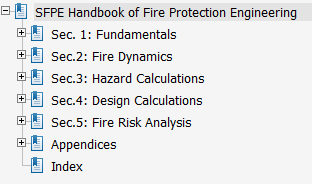 SFPE Handbook of Fire Protection Engineering
Sec. 1: Fundamentals
Sec.2: Fire Dynamics
Sec.3: Hazard Calculations
Sec.4: Design Calculations
Sec.5: Fire Risk Analysis
Appendices
Index